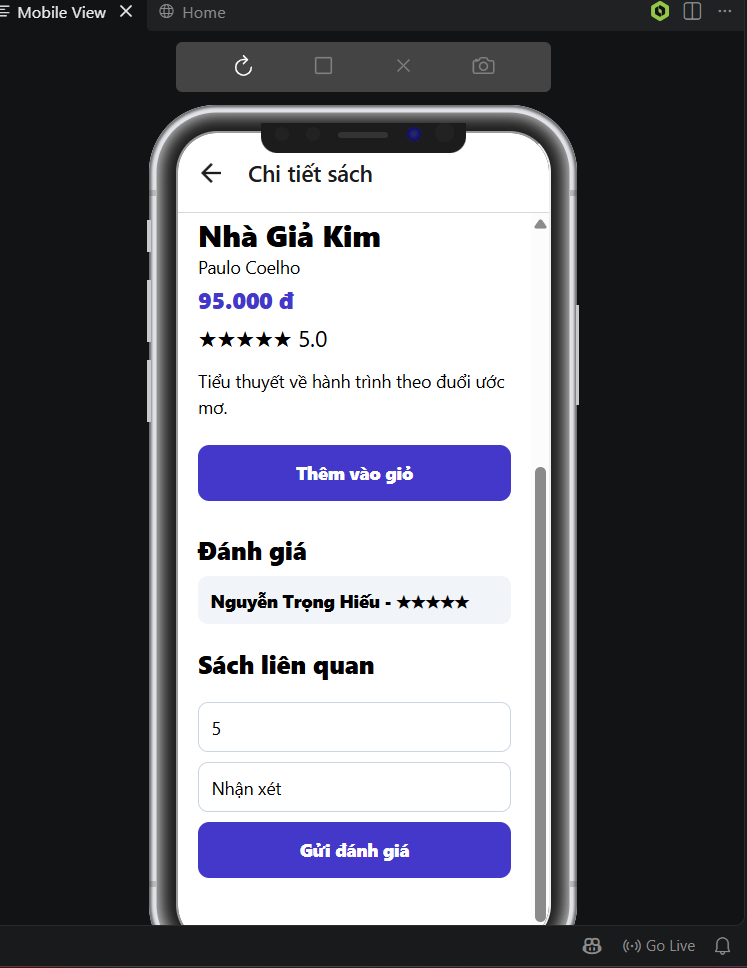 Mobile View
Home
Chi tiết sách
Nhà Giả Kim
Paulo Coelho
95.000 đ
★★★★★ 5.0
Tiểu thuyết về hành trình theo đuổi ước
mơ.
Thêm vào giỏ
Đánh giá
Nguyễn Trọng Hiếu - ★★★★★
Sách liên quan
5
Nhận xét
Gửi đánh giá
Go Live